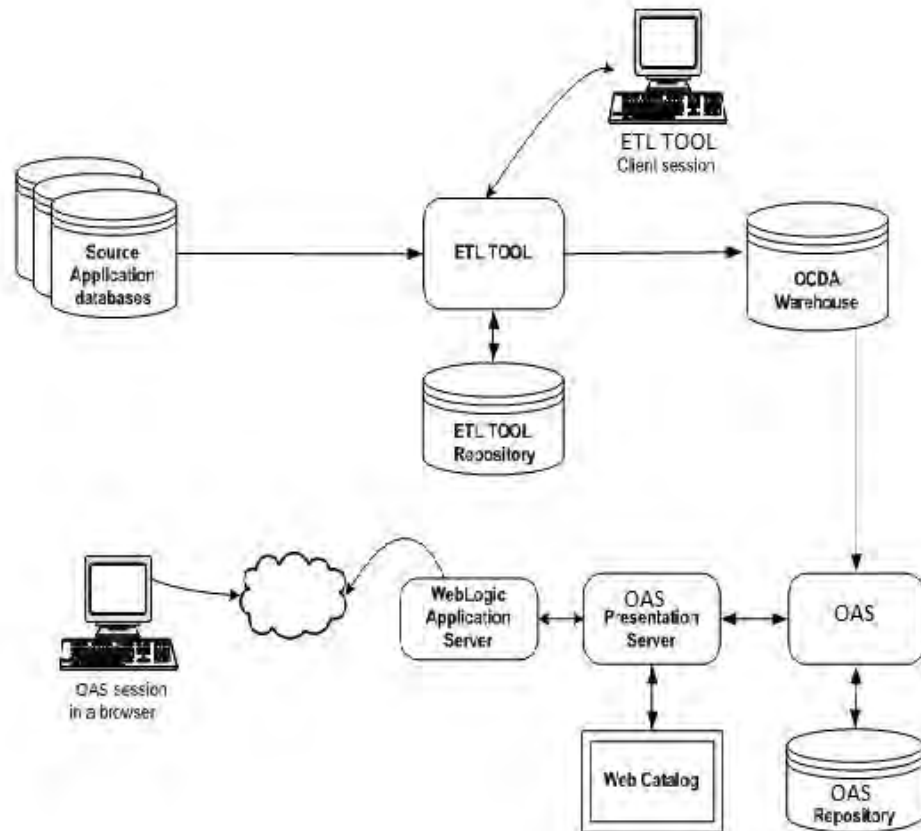 ETL TOOL
Client session
Source
Application
databases
ETL TOOL
OCDA
Warehouse
ETL TOOL
Repository
WebLogic
Application
Server
OAS
Presentation
Server
OAS
OAS session
in a browser
Web Catalog
OAS
Repository